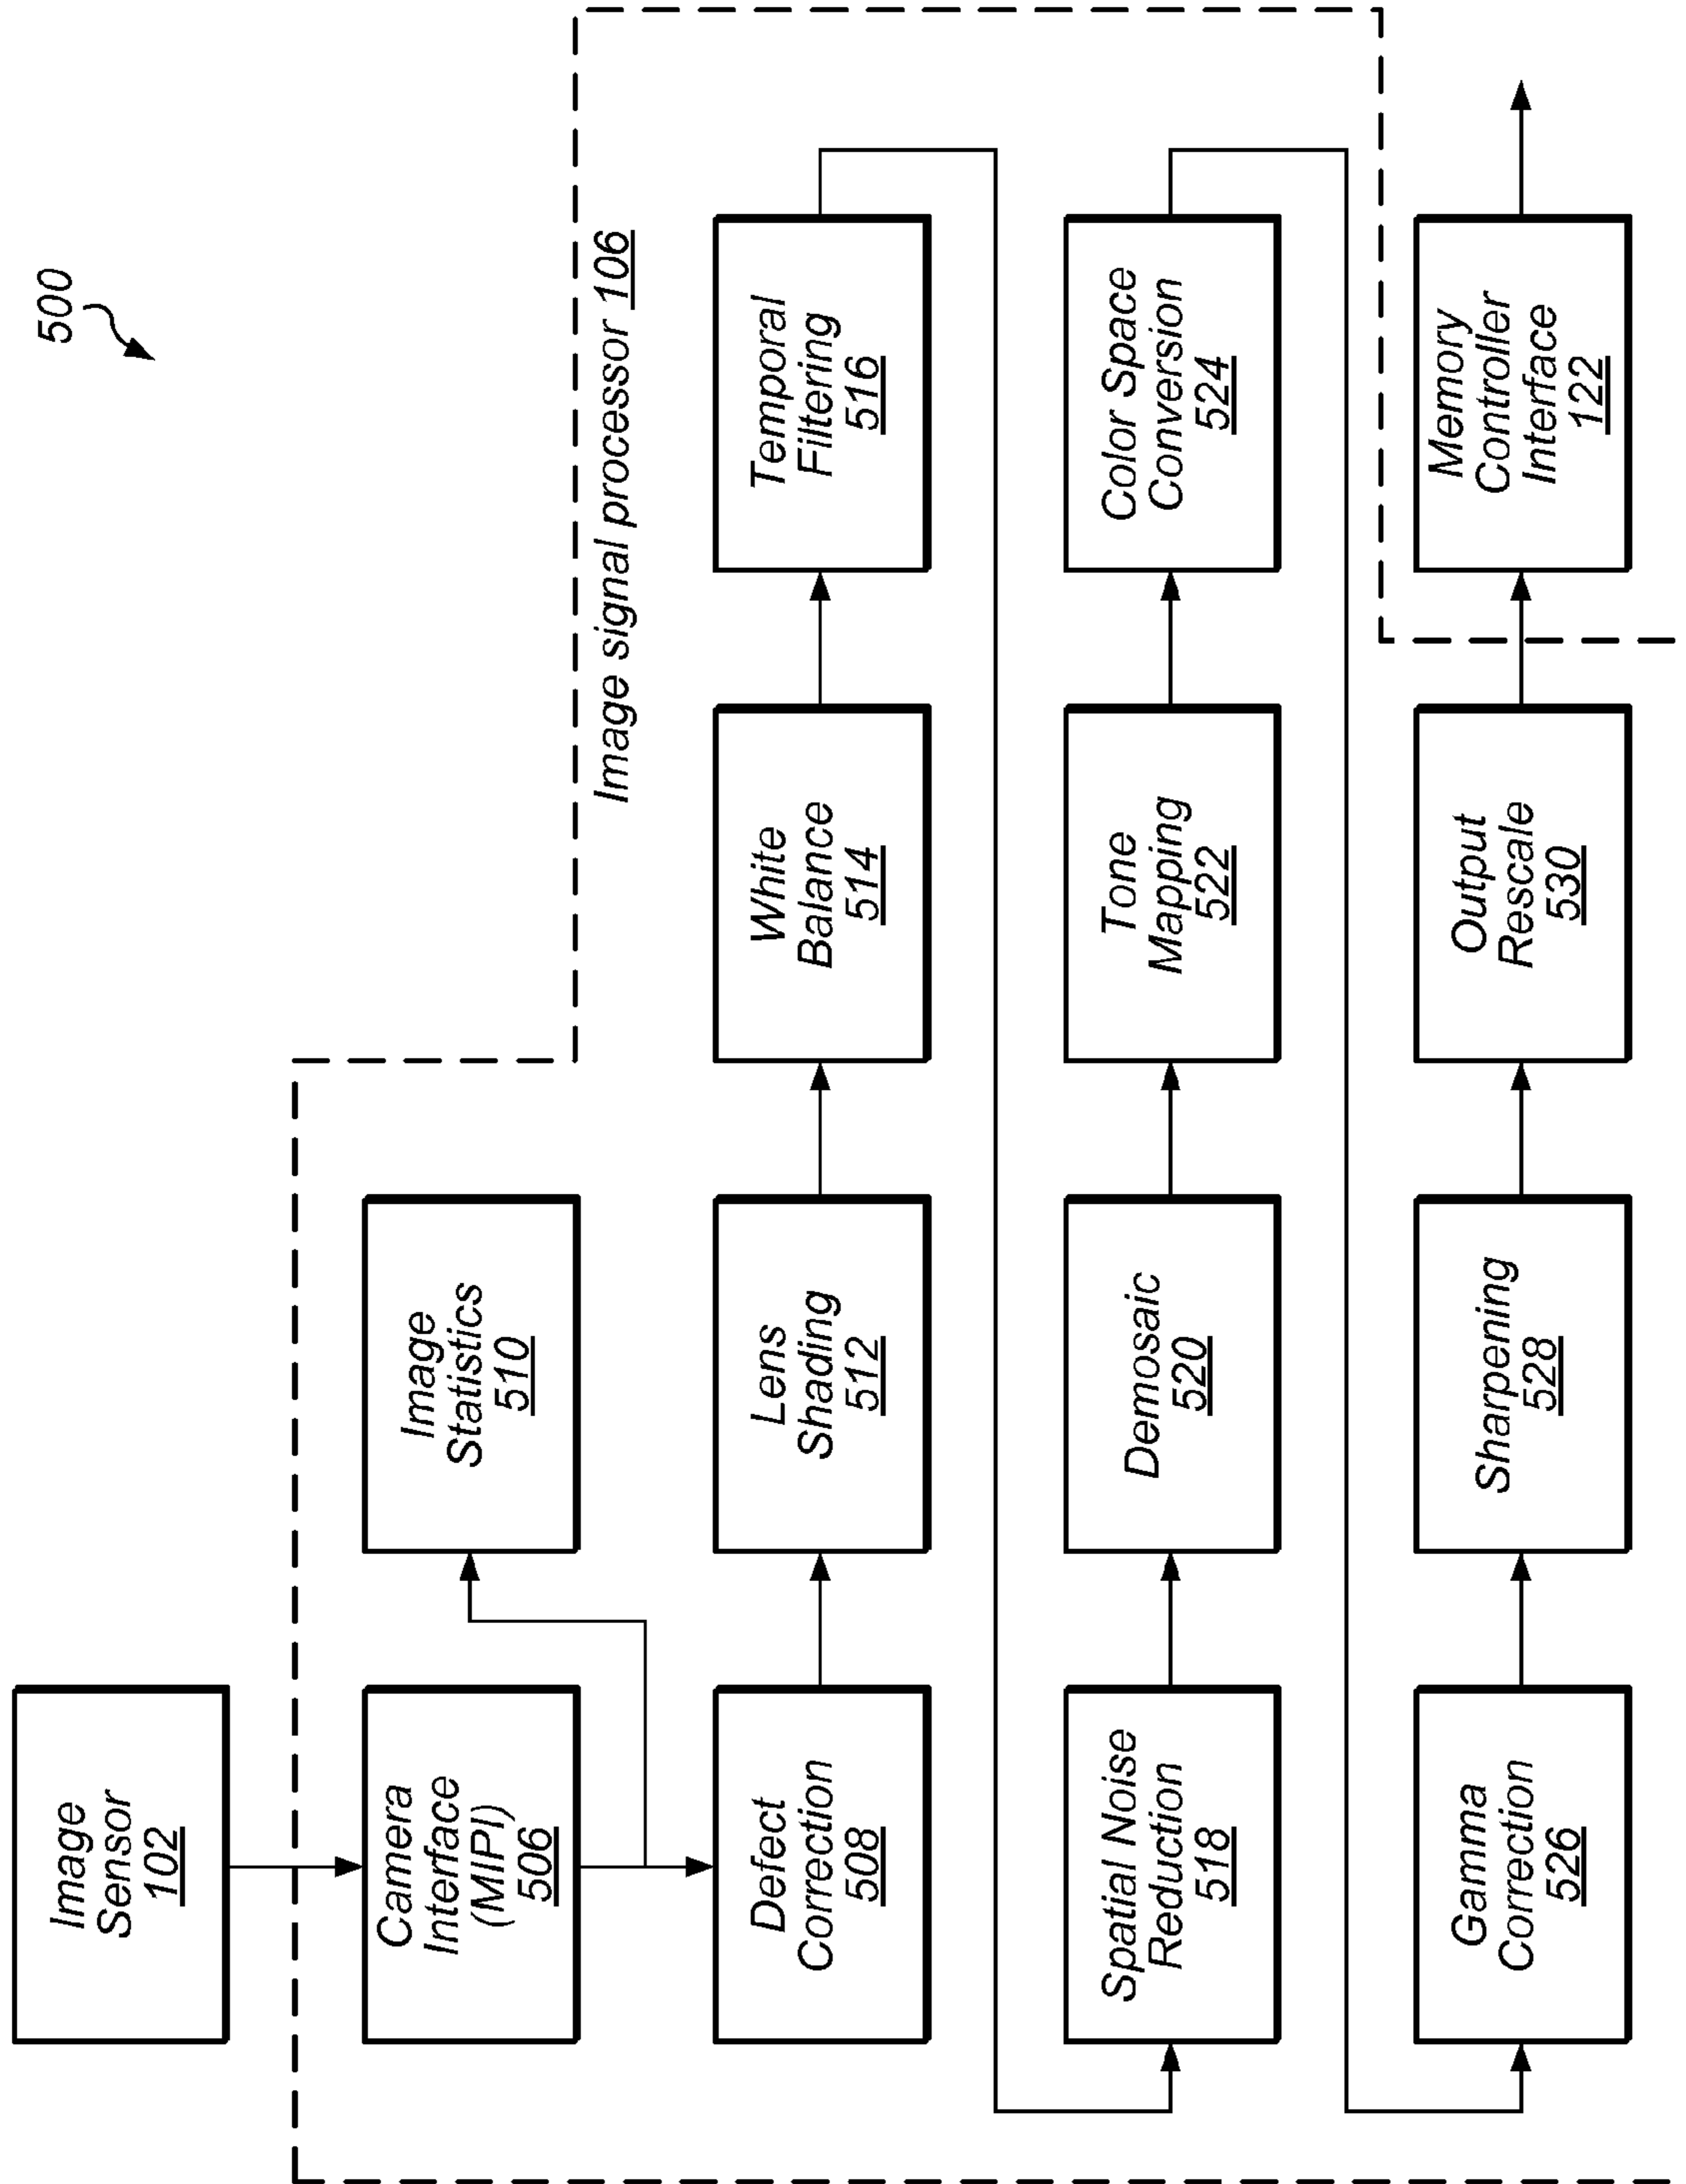 500
Image
Sensor
102
Camera
Interface
(MIPI)
506
Image
Statistics
510
Image signal processor 106
Defect
Correction
508
Lens
Shading
512
White
Balance
514
Temporal
Filtering
516
Spatial Noise
Reduction
518
Demosaic
520
Tone
Mapping
522
Color Space
Conversion
524
Gamma
Correction
526
Sharpening
528
Output
Rescale
530
Memory
Controller
Interface
122